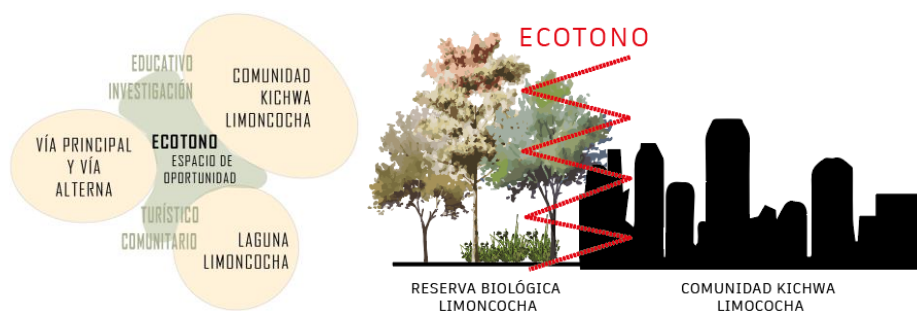 EDUCATIVO
INVESTIGACIÓN
COMUNIDAD
KICHWA
LIMONCOCHA
VÍA PRINCIPAL
Y VÍA
ALTERNA
ECOTONO
ESPACIO DE
OPORTUNIDAD
TURÍSTICO
COMUNITARIO
LAGUNA
LIMONCOCHA
ECOTONO
RESERVA BIOLÓGICA
LIMONCOCHA
COMUNIDAD KICHWA
LIMOCOCHA